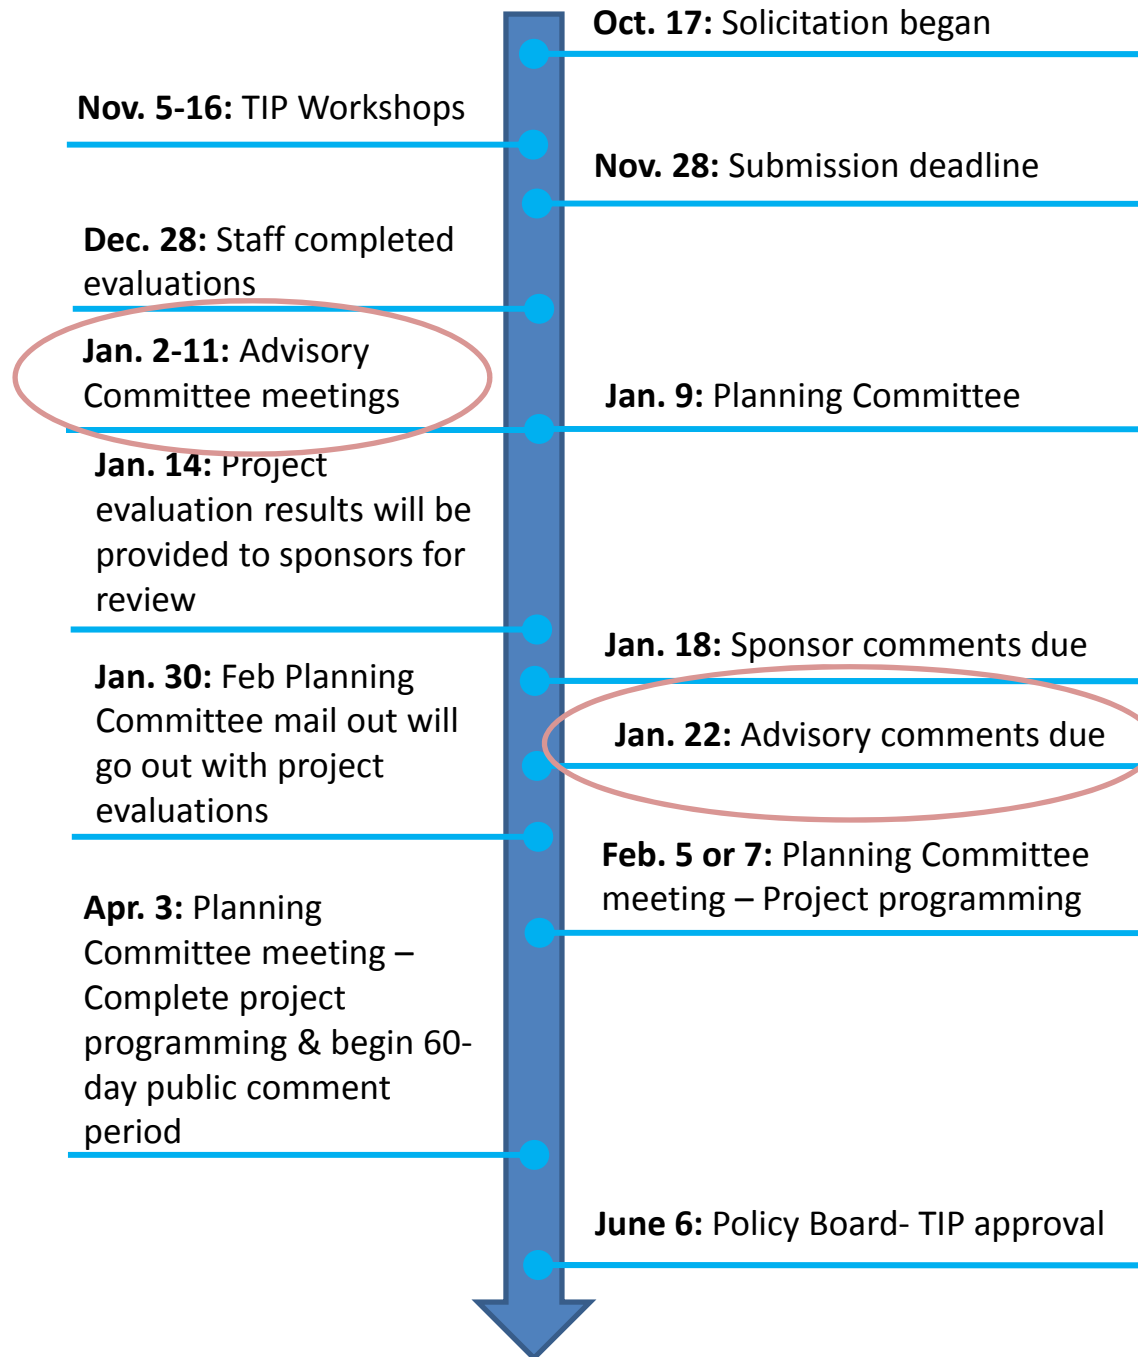 Oct. 17: Solicitation began
Nov. 5-16: TIP Workshops
Nov. 28: Submission deadline
Dec. 28: Staff completed
evaluations
Jan. 2-11: Advisory
Committee meetings
Jan. 9: Planning Committee
Jan. 14: Project
evaluation results will be
provided to sponsors for
review
Jan. 18: Sponsor comments due
Jan. 22: Advisory comments due
Jan. 30: Feb Planning
Committee mail out will
go out with project
evaluations
Feb. 5 or 7: Planning Committee
meeting – Project programming
Apr. 3: Planning
Committee meeting –
Complete project
programming & begin 60-
day public comment
period
June 6: Policy Board- TIP approval